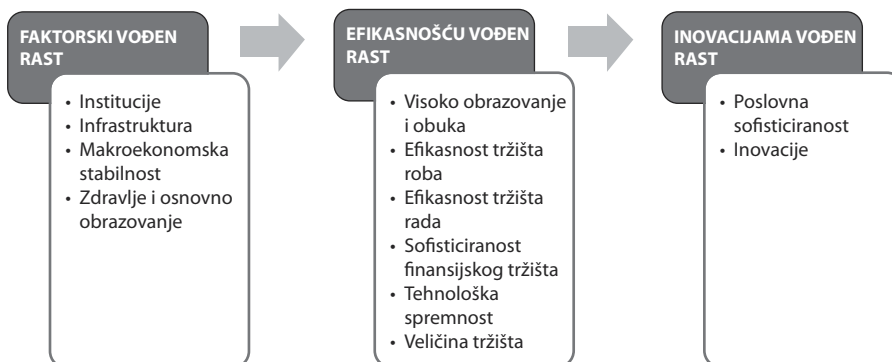 FAKTORSKI VOĐEN
RAST
• Institucije
• Infrastruktura
• Makroekonomska
stabilnost
• Zdravlje i osnovno
obrazovanje
EFIKASNOŠĆU VOĐEN
RAST
• Visoko obrazovanje
i obuka
• Efikasnost tržišta
roba
• Efikasnost tržišta
rada
• Sofisticiranost
finansijskog tržišta
• Tehnološka
spremnost
• Veličina tržišta
INOVACIJAMA VOĐEN
RAST
• Poslovna
sofisticiranost
• Inovacije